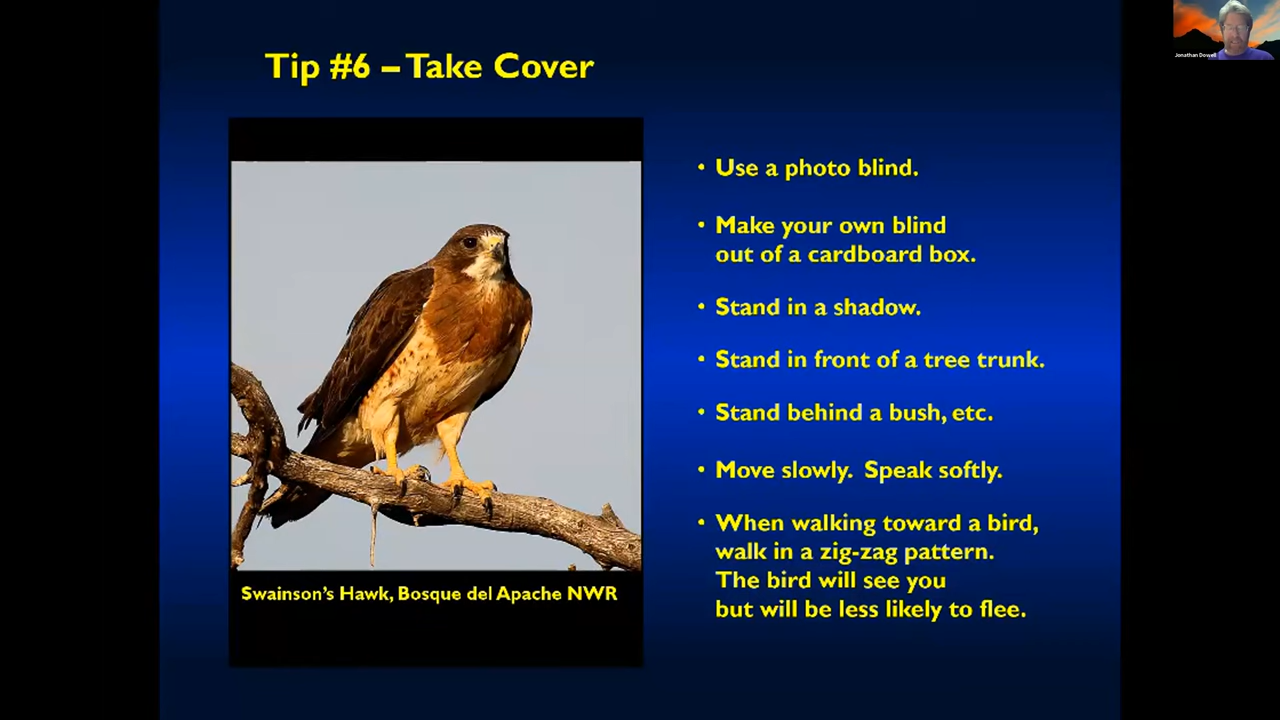 Tip #6 – Take Cover
Jonathan Dowell
• Use a photo blind.
• Make your own blind
out of a cardboard box.
• Stand in a shadow.
• Stand in front of a tree trunk.
• Stand behind a bush, etc.
• Move slowly.  Speak softly.
• When walking toward a bird,
walk in a zig-zag pattern.
The bird will see you
but will be less likely to flee.
Swainson's Hawk, Bosque del Apache NWR